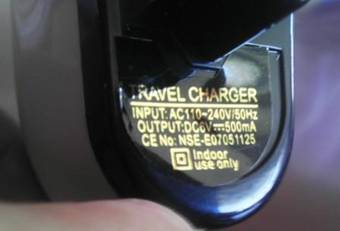 TRAVEL CHARGER
INPUT: AC110~240V/50Hz
OUTPUT:DC6V⎓500mA
CE No: NSE-E07051125
Indoor
use only